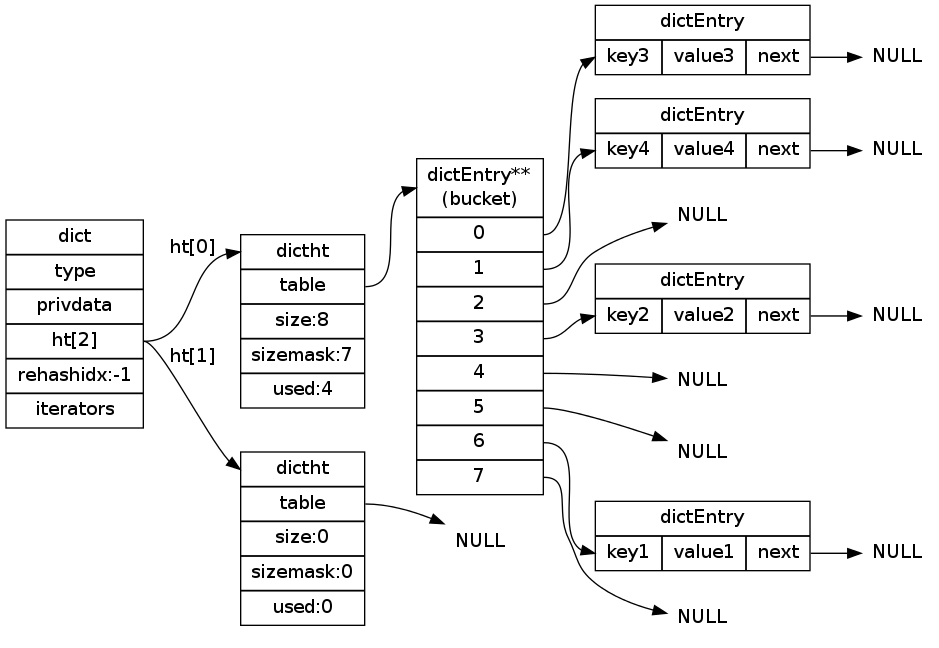 dict
type
privdata
ht[2]
rehashidx:-1
iterators
ht[0]
ht[1]
dictht
table
size:8
sizemask:7
used:4
dictht
table
size:0
sizemask:0
used:0
NULL
dictEntry**
(bucket)
0
1
2
3
4
5
6
7
dictEntry
key3 value3 next NULL
dictEntry
key4 value4 next NULL
NULL
dictEntry
key2 value2 next NULL
NULL
NULL
dictEntry
key1 value1 next NULL
NULL